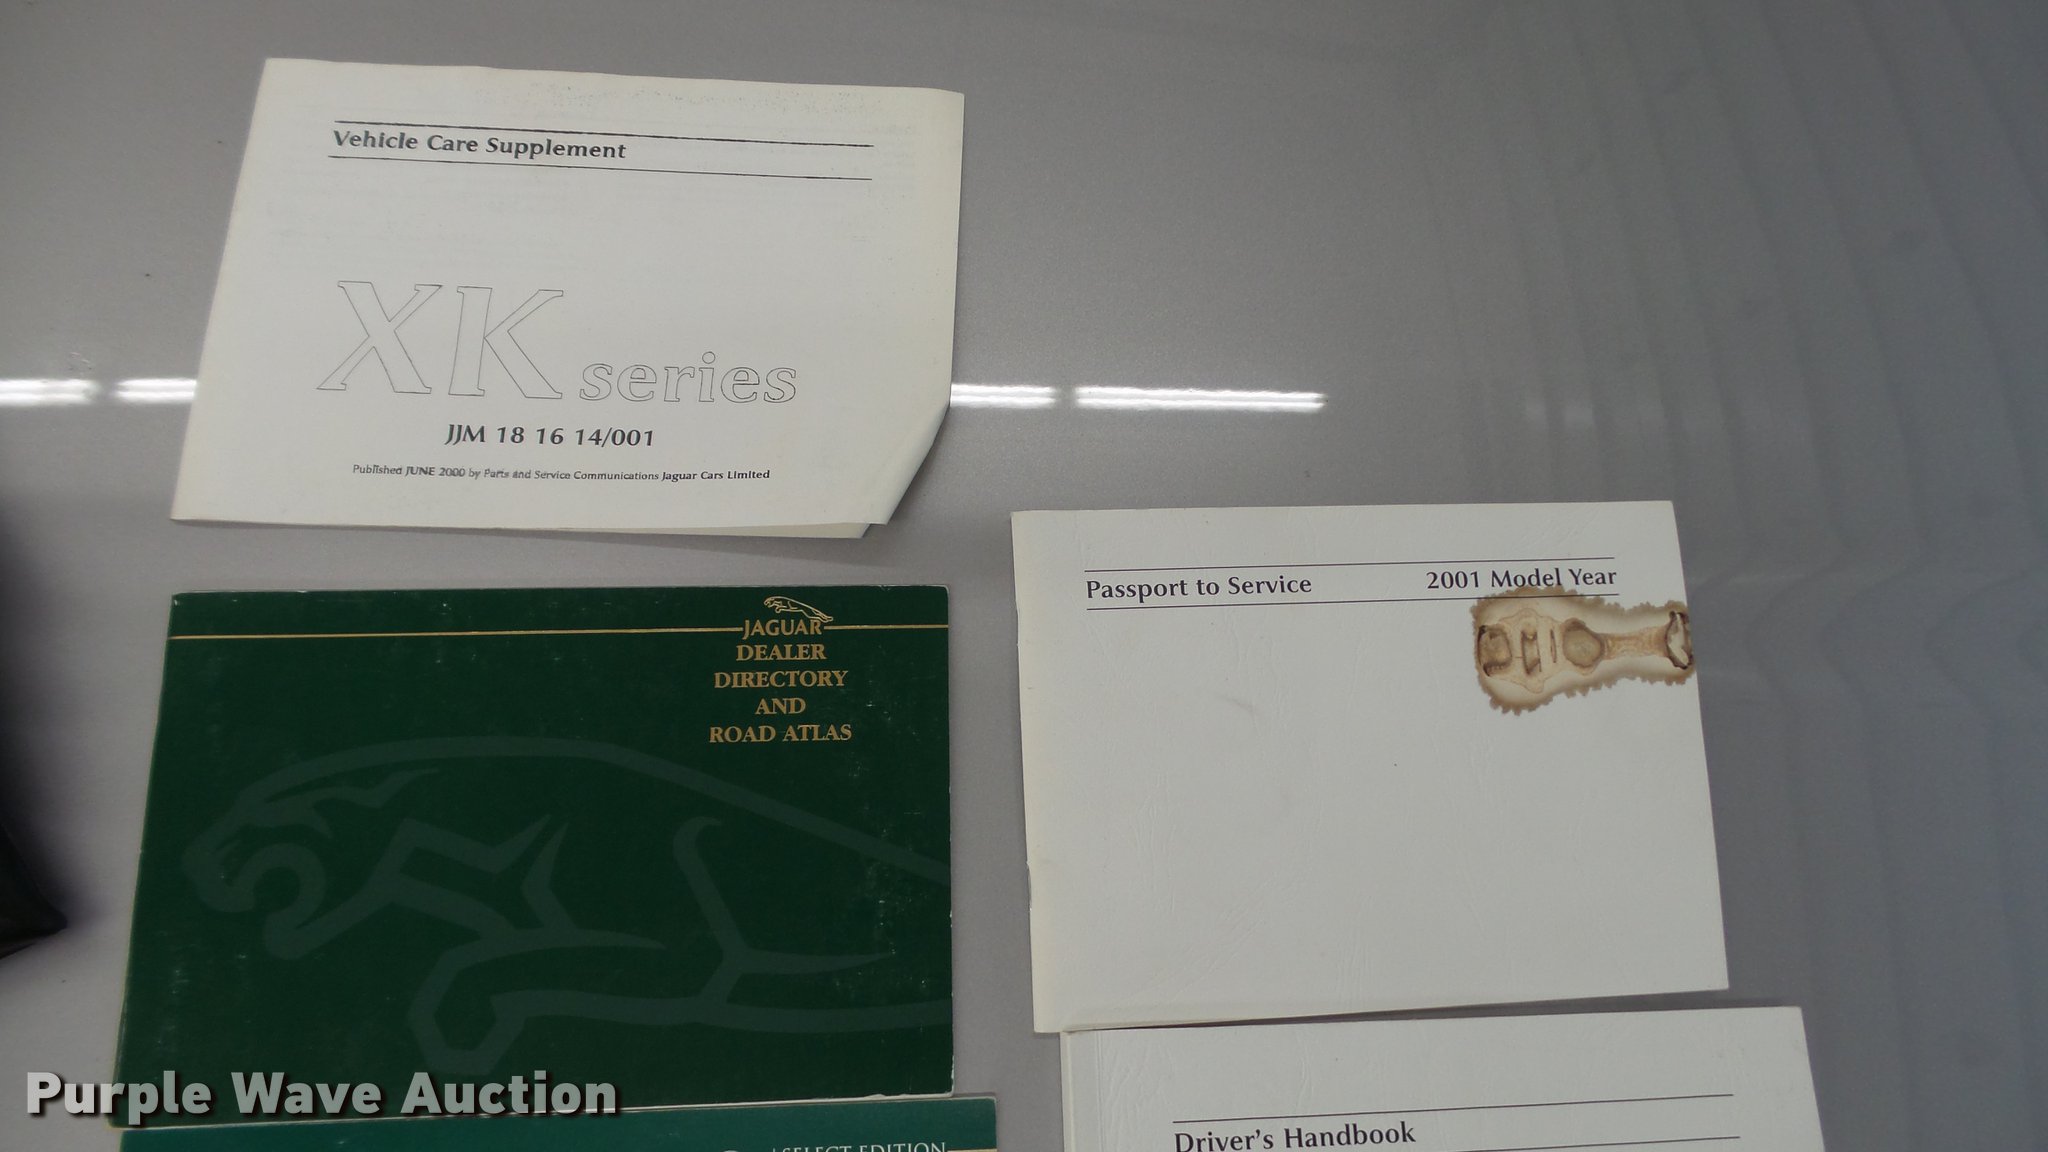 Vehicle Care Supplement
XK series
JJM 18 16 14/001
Published JUNE 2000 by Parts and Service Communications Jaguar Cars Limited
JAGUAR
DEALER
DIRECTORY
AND
ROAD ATLAS
Passport to Service 2001 Model Year
Driver's Handbook
SELECT EDITION
Purple Wave Auction